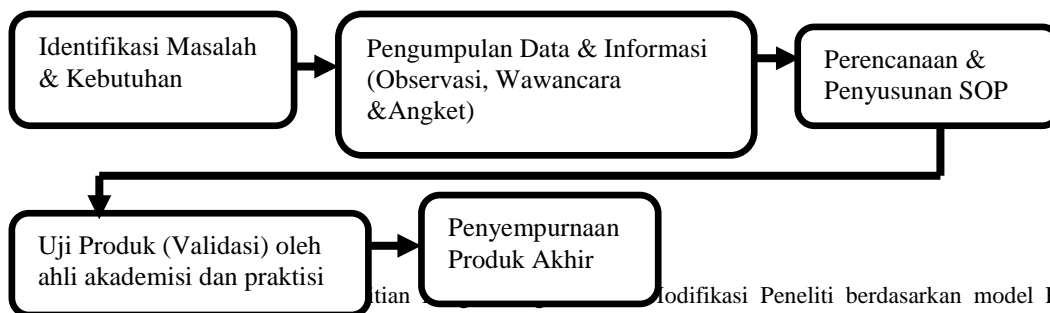 Identifikasi Masalah
& Kebutuhan
Pengumpulan Data & Informasi
(Observasi, Wawancara
&Angket)
Perencanaan &
Penyusunan SOP
Uji Produk (Validasi) oleh
ahli akademisi dan praktisi
Penyempurnaan
Produk Akhir
Peneliti berdasarkan model